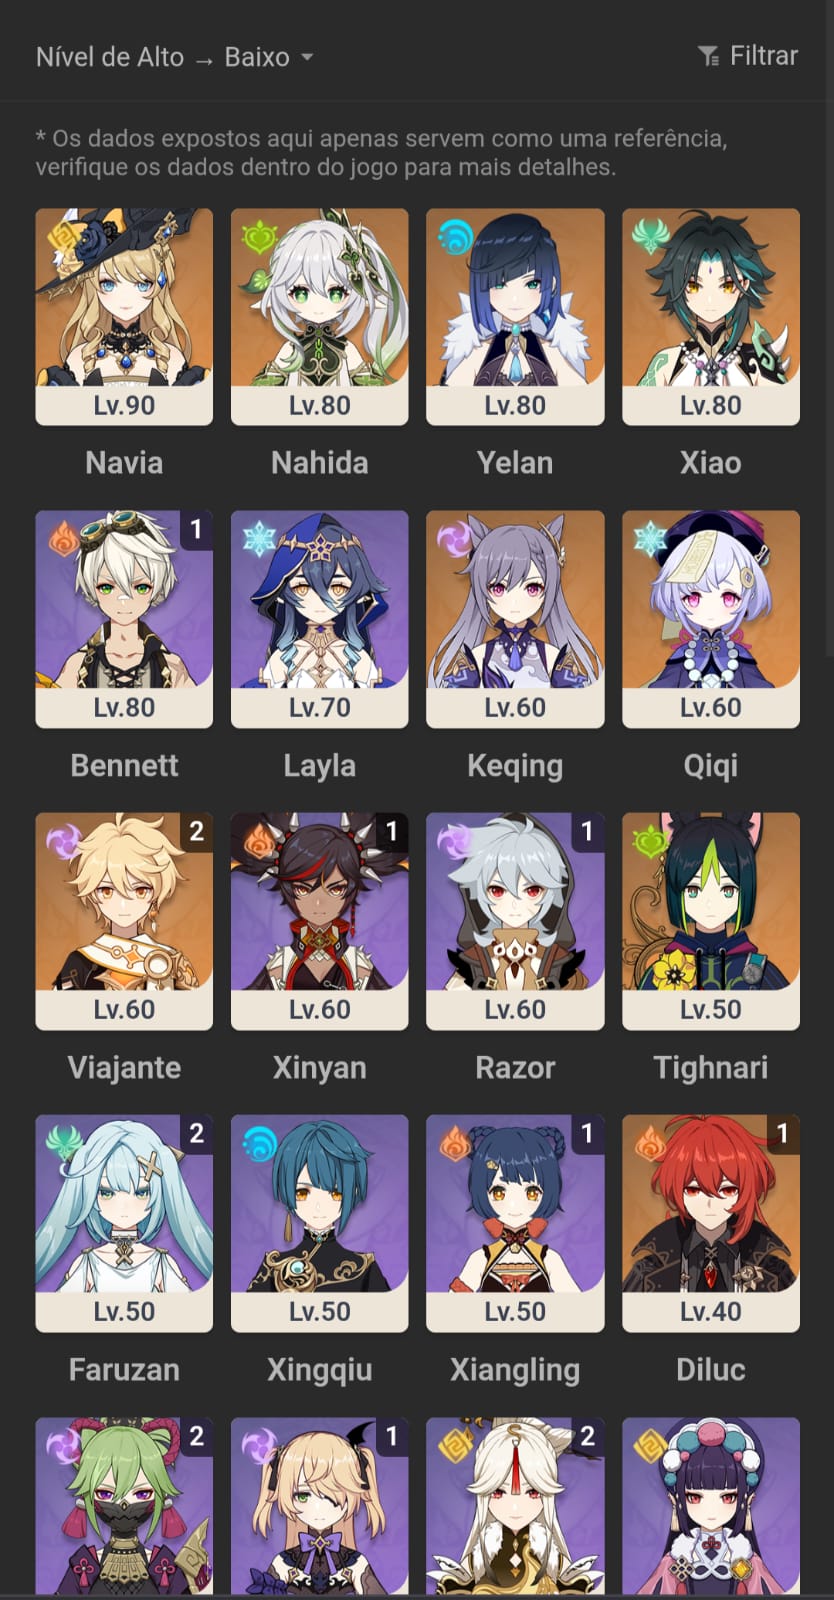 Nível de Alto → Baixo
Filtrar
* Os dados expostos aqui apenas servem como uma referência,
verifique os dados dentro do jogo para mais detalhes.
Lv.90
Lv.80
Lv.80
Lv.80
Navia
Nahida
Yelan
Xiao
1
Lv.80
Lv.70
Lv.60
Lv.60
Bennett
Layla
Keqing
Qiqi
2
1
1
Lv.60
Lv.60
Lv.60
Lv.50
Viajante
Xinyan
Razor
Tighnari
2
1
1
Lv.50
Lv.50
Lv.50
Lv.40
Faruzan
Xingqiu
Xiangling
Diluc
2
1
2